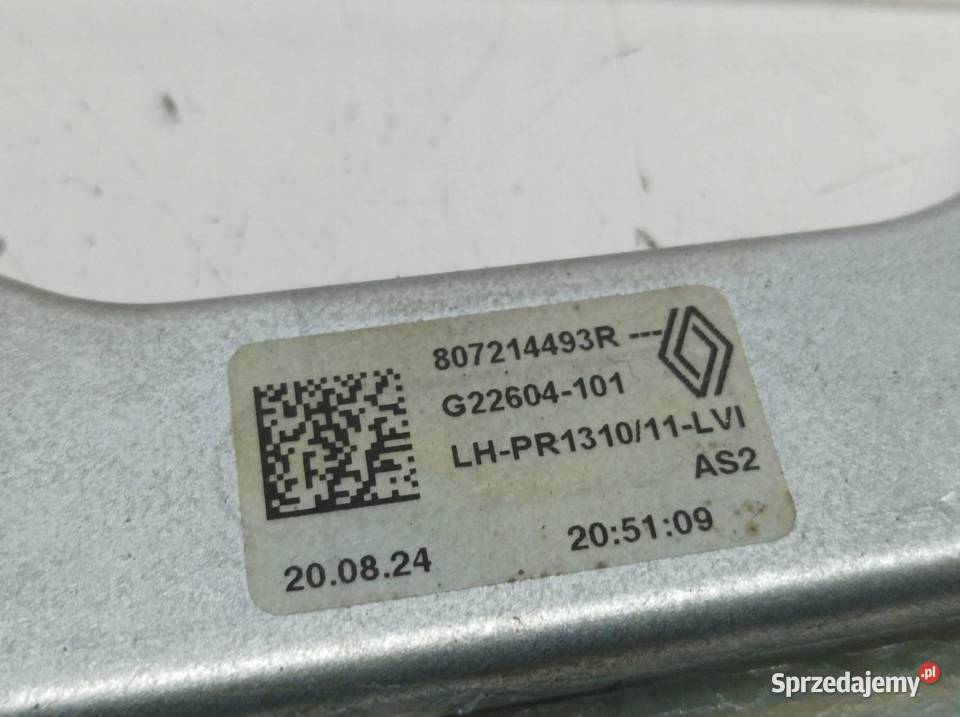 807214493R ---
G22604-101
LH-PR1310/11-LVI
AS2
20.08.24 20:51:09
Sprzedajemy.pl